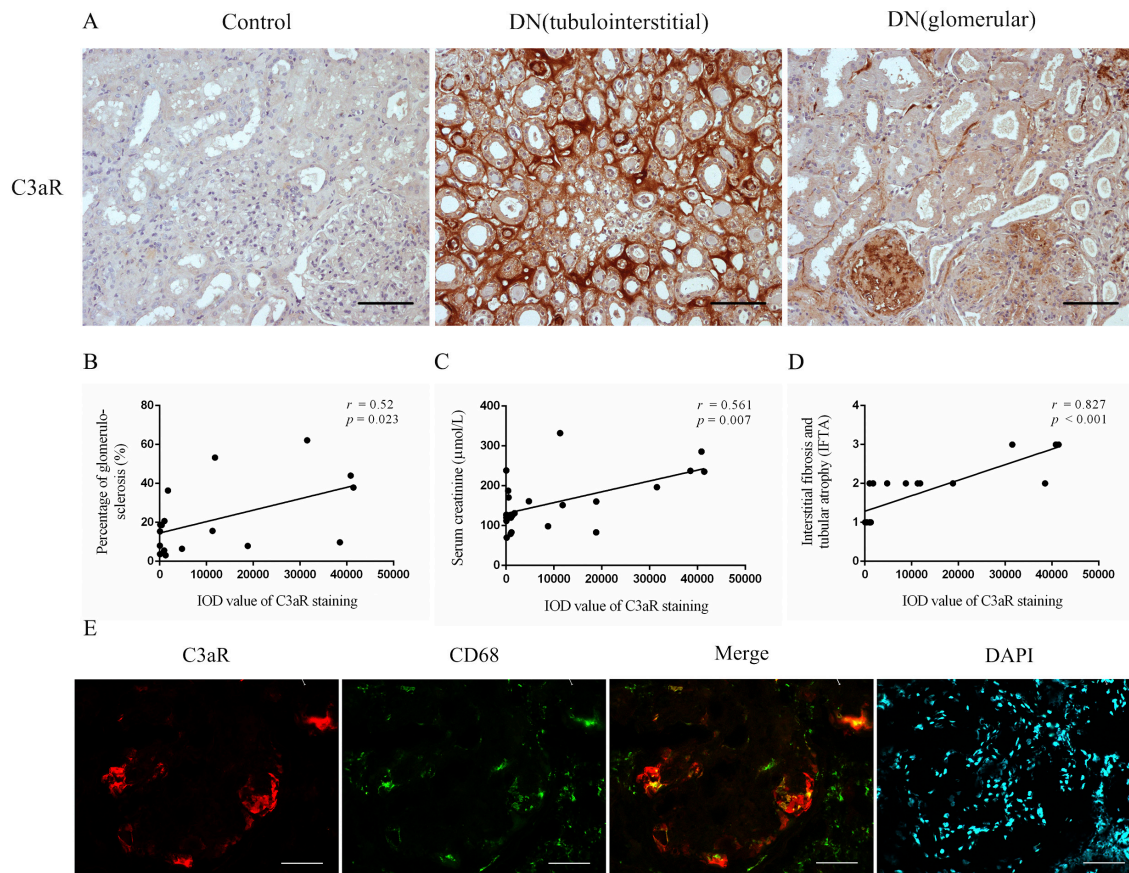 A
Control
DN(tubulointerstitial)
DN(glomerular)
C3aR
B
r = 0.52
p = 0.023
Percentage of glomerulo-
sclerosis (%)
80
60
40
20
0
0 10000 20000 30000 40000 50000
IOD value of C3aR staining
C
r = 0.561
p = 0.007
Serum creatinine (μmol/L)
400
300
200
100
0
0 10000 20000 30000 40000 50000
IOD value of C3aR staining
D
r = 0.827
p < 0.001
Interstitial fibrosis and
tubular atrophy (IFTA)
4
3
2
1
0
0 10000 20000 30000 40000 50000
IOD value of C3aR staining
E
C3aR
CD68
Merge
DAPI